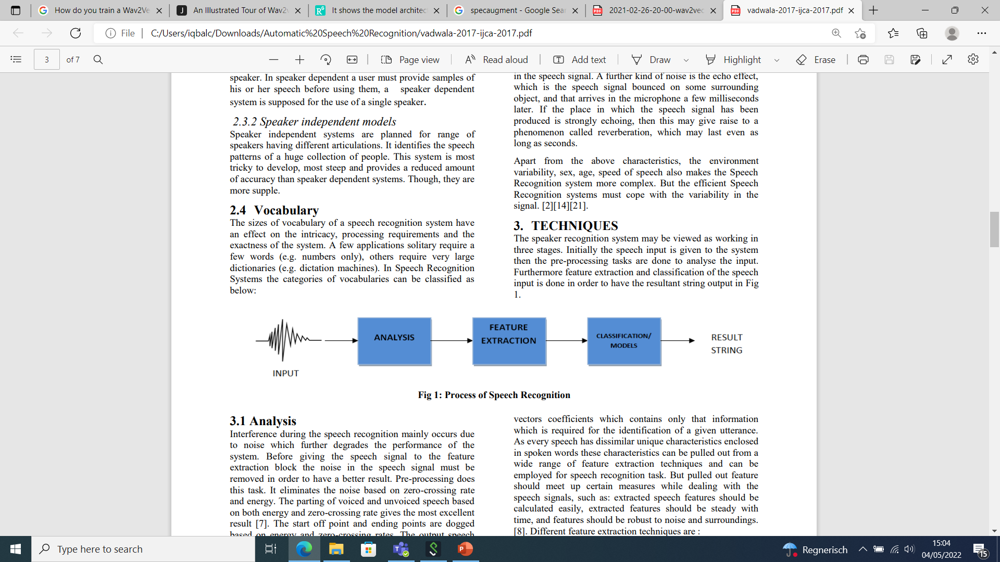 How do you train a Wav2Ve
An Illustrated Tour of Wav2v
It shows the model architec
specaugment - Google Sear
2021-02-26-20-00-wav2vec
vadwala-2017-ijca-2017.pdf
File
C:/Users/iqbalc/Downloads/Automatic%20Speech%20Recognition/vadwala-2017-ijca-2017.pdf
3 of 7
Page view
Read aloud
Add text
Draw
Highlight
Erase
speaker. In speaker dependent a user must provide samples of
his or her speech before using them, a speaker dependent
system is supposed for the use of a single speaker.
2.3.2 Speaker independent models
Speaker independent systems are planned for range of
speakers having different articulations. It identifies the speech
patterns of a huge collection of people. This system is most
tricky to develop, most steep and provides a reduced amount
of accuracy than speaker dependent systems. Though, they are
more supple.
2.4 Vocabulary
The sizes of vocabulary of a speech recognition system have
an effect on the intricacy, processing requirements and the
exactness of the system. A few applications solitary require a
few words (e.g. numbers only), others require very large
dictionaries (e.g. dictation machines). In Speech Recognition
Systems the categories of vocabularies can be classified as
below:
in the speech signal. A further kind of noise is the echo effect,
which is the speech signal bounced on some surrounding
object, and that arrives in the microphone a few milliseconds
later. If the place in which the speech signal has been
produced is strongly echoing, then this may give raise to a
phenomenon called reverberation, which may last even as
long as seconds.
Apart from the above characteristics, the environment
variability, sex, age, speed of speech also makes the Speech
Recognition system more complex. But the efficient Speech
Recognition systems must cope with the variability in the
signal. [2][14][21].
3. TECHNIQUES
The speaker recognition system may be viewed as working in
three stages. Initially the speech input is given to the system
then the pre-processing tasks are done to analyse the input.
Furthermore feature extraction and classification of the speech
input is done in order to have the resultant string output in Fig
1.
INPUT
ANALYSIS
FEATURE
EXTRACTION
CLASSIFICATION/
MODELS
RESULT
STRING
Fig 1: Process of Speech Recognition
3.1 Analysis
Interference during the speech recognition mainly occurs due
to noise which further degrades the performance of the
system. Before giving the speech signal to the feature
extraction block the noise in the speech signal must be
removed in order to have a better result. Pre-processing does
this task. It eliminates the noise based on zero-crossing rate
and energy. The parting of voiced and unvoiced speech based
on both energy and zero-crossing rate gives the most excellent
result [7]. The start off point and ending points are dogged
based on energy and zero-crossing rates. The output speech
vectors coefficients which contains only that information
which is required for the identification of a given utterance.
As every speech has dissimilar unique characteristics enclosed
in spoken words these characteristics can be pulled out from a
wide range of feature extraction techniques and can be
employed for speech recognition task. But pulled out feature
should meet up certain measures while dealing with the
speech signals, such as: extracted speech features should be
calculated easily, extracted features should be steady with
time, and features should be robust to noise and surroundings.
[8]. Different feature extraction techniques are :
Type here to search
Regnerisch
15:04
04/05/2022
15